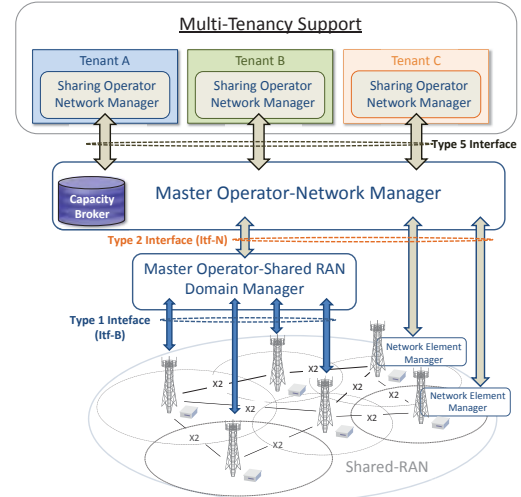 Multi-Tenancy Support
Tenant A
Tenant B
Tenant C
Sharing Operator
Network Manager
Sharing Operator
Network Manager
Sharing Operator
Network Manager
Type 5 Interface
Capacity
Broker
Master Operator-Network Manager
Type 2 Interface (Itf-N)
Master Operator-Shared RAN
Domain Manager
Type 1 Inteface
(Itf-B)
Network Element
Manager
X2
X2
X2
X2
X2
Network Element
Manager
X2
X2
X2
Shared-RAN